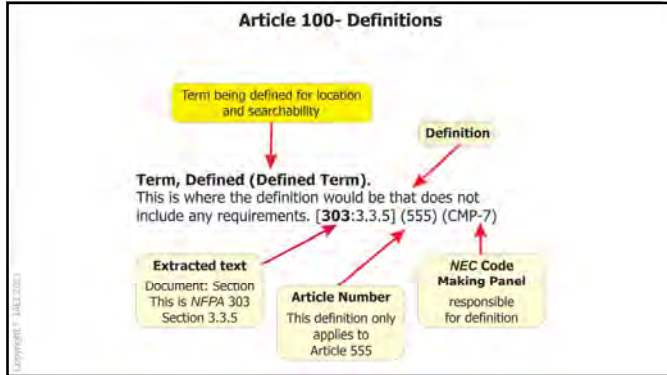 Article 100- Definitions
Term being defined for location
and searchability
Definition
Term, Defined (Defined Term).
This is where the definition would be that does not
include any requirements. [303:3.3.5] (555) (CMP-7)
Extracted text
Document: Section
This is NFPA 303
Section 3.3.5
Article Number
This definition only
applies to
Article 555
NEC Code
Making Panel
responsible
for definition